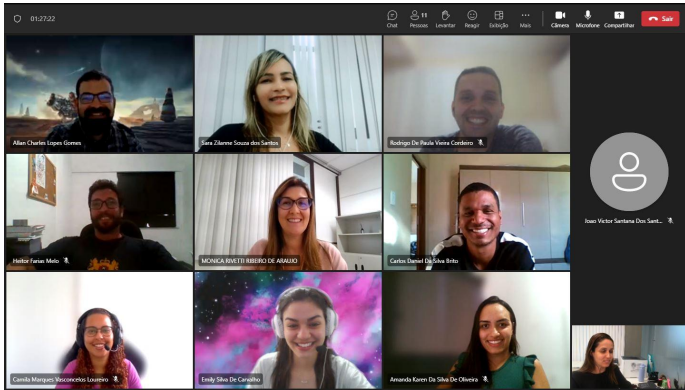 01:27:22
11
Chat Pessoas Levantar Reagir Exibição Mais Câmera Microfone Compartilhar Sair
Allan Charles Lopes Gomes
Sara Zilanne Souza dos Santos
Rodrigo De Paula Vieira Cordeiro
Joao Victor Santana Dos Sant...
Heitor Farias Melo
MONICA RIVETTI RIBEIRO DE ARAUJO
Carlos Daniel Da Silva Brito
Camila Marques Vasconcelos Loureiro
Emily Silva De Carvalho
Amanda Karen Da Silva De Oliveira